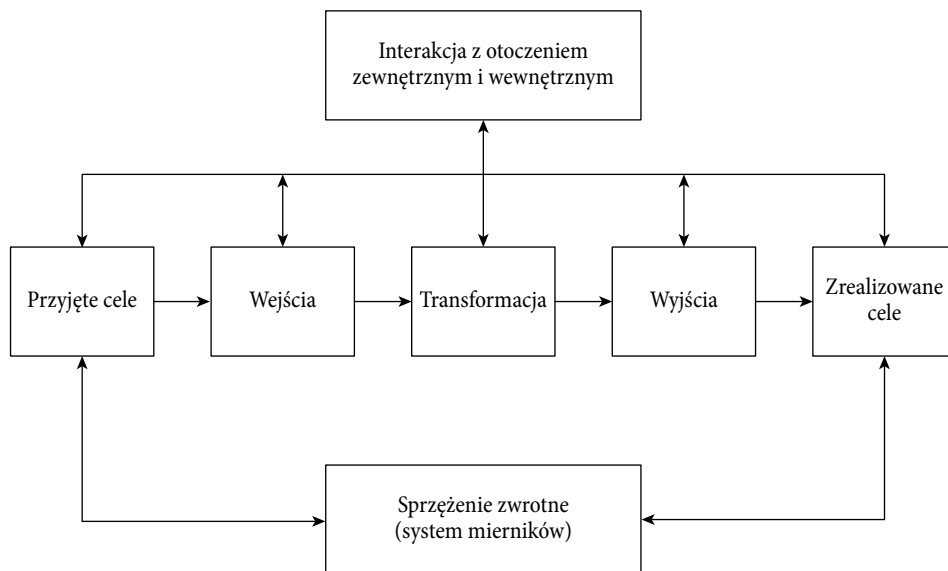 Interakcja z otoczeniem
zewnętrznym i wewnętrznym
Przyjęte cele
Wejścia
Transformacja
Wyjścia
Zrealizowane
cele
Sprzężenie zwrotne
(system mierników)